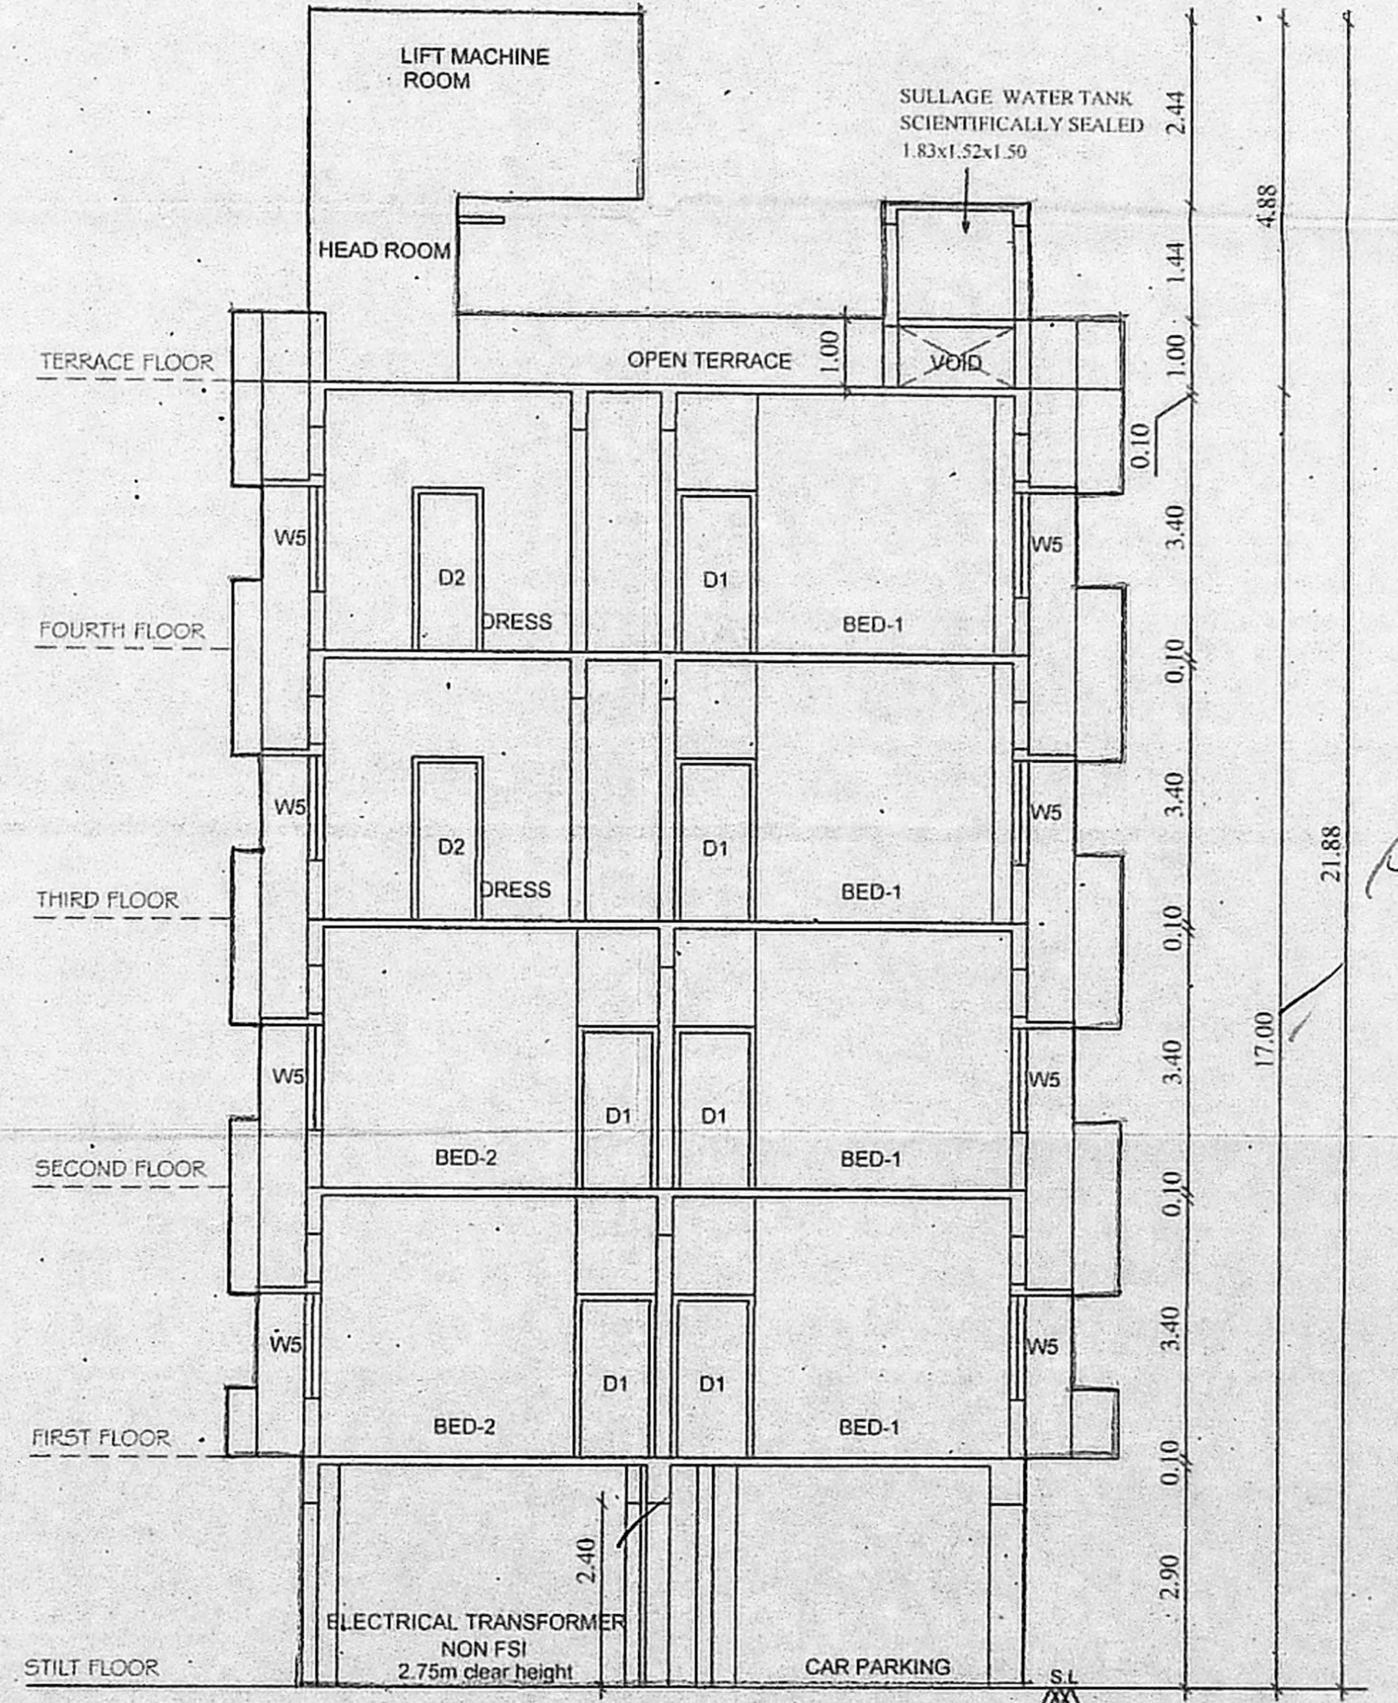 LIFT MACHINE
ROOM
SULLAGE WATER TANK
SCIENTIFICALLY SEALED
1.83x1.52x1.50
2.44
4.88
HEAD ROOM
1.44
TERRACE FLOOR
OPEN TERRACE
1.00
VOID
1.00
0.10
W5
D2
DRESS
D1
BED-1
W5
3.40
FOURTH FLOOR
0.10
W5
D2
DRESS
D1
BED-1
W5
3.40
21.88
THIRD FLOOR
0.10
W5
BED-2
D1
D1
BED-1
W5
3.40
17.00
SECOND FLOOR
0.10
W5
BED-2
D1
D1
BED-1
W5
3.40
FIRST FLOOR
0.10
2.40
2.90
ELECTRICAL TRANSFORMER
NON FSI
2.75m clear height
CAR PARKING
STILT FLOOR
S.L